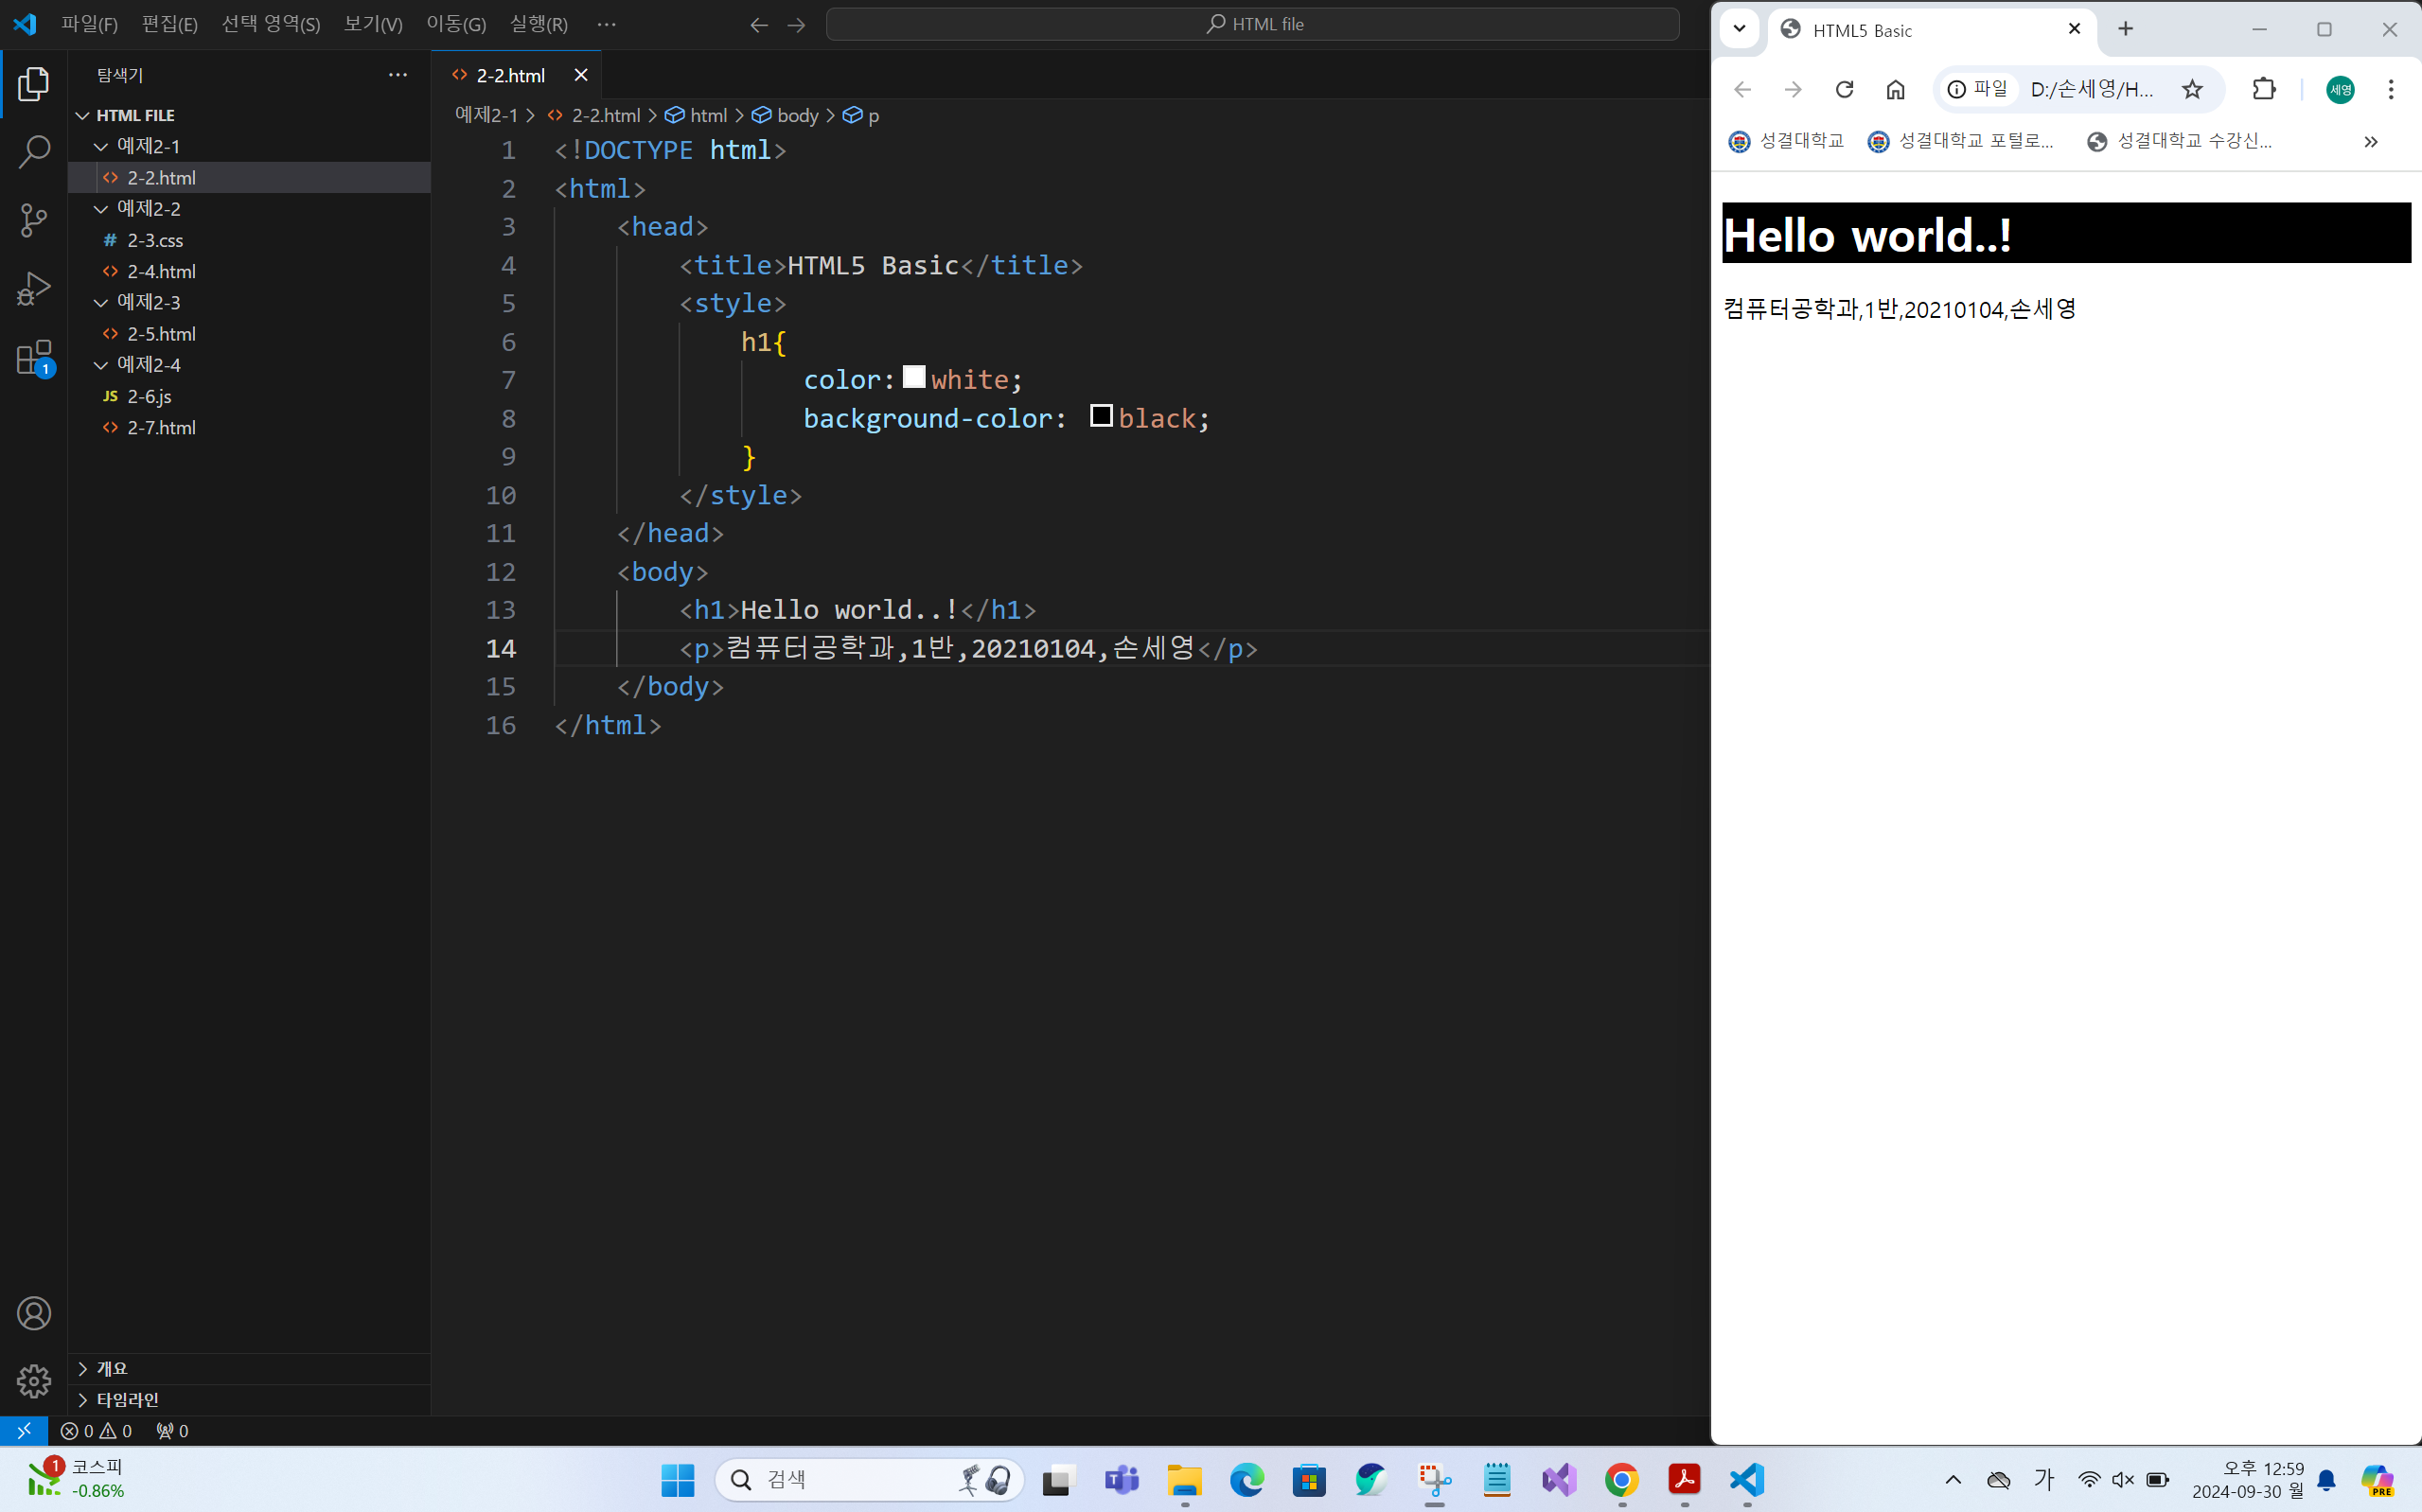 파일(F) 편집(E) 선택 영역(S) 보기(V) 이동(G) 실행(R) ···
HTML file
탐색기
HTML FILE
예제2-1
2-2.html
예제2-2
# 2-3.css
2-4.html
예제2-3
2-5.html
예제2-4
JS 2-6.js
2-7.html
1
개요
타임라인
2-2.html
예제2-1 > 2-2.html > html > body > p
1 <!DOCTYPE html>
2 <html>
3 <head>
4 <title>HTML5 Basic</title>
5 <style>
6 h1{
7 color:white;
8 background-color: black;
9 }
10 </style>
11 </head>
12 <body>
13 <h1>Hello world..!</h1>
14 <p>컴퓨터공학과,1반,20210104,손세영</p>
15 </body>
16 </html>
0 0 0
HTML5 Basic
파일 D:/손세영/H...
세영
성결대학교 성결대학교 포털로... 성결대학교 수강신...
Hello world..!
컴퓨터공학과,1반,20210104,손세영
1
코스피
-0.86%
검색
가
오후 12:59
2024-09-30 월
PRE